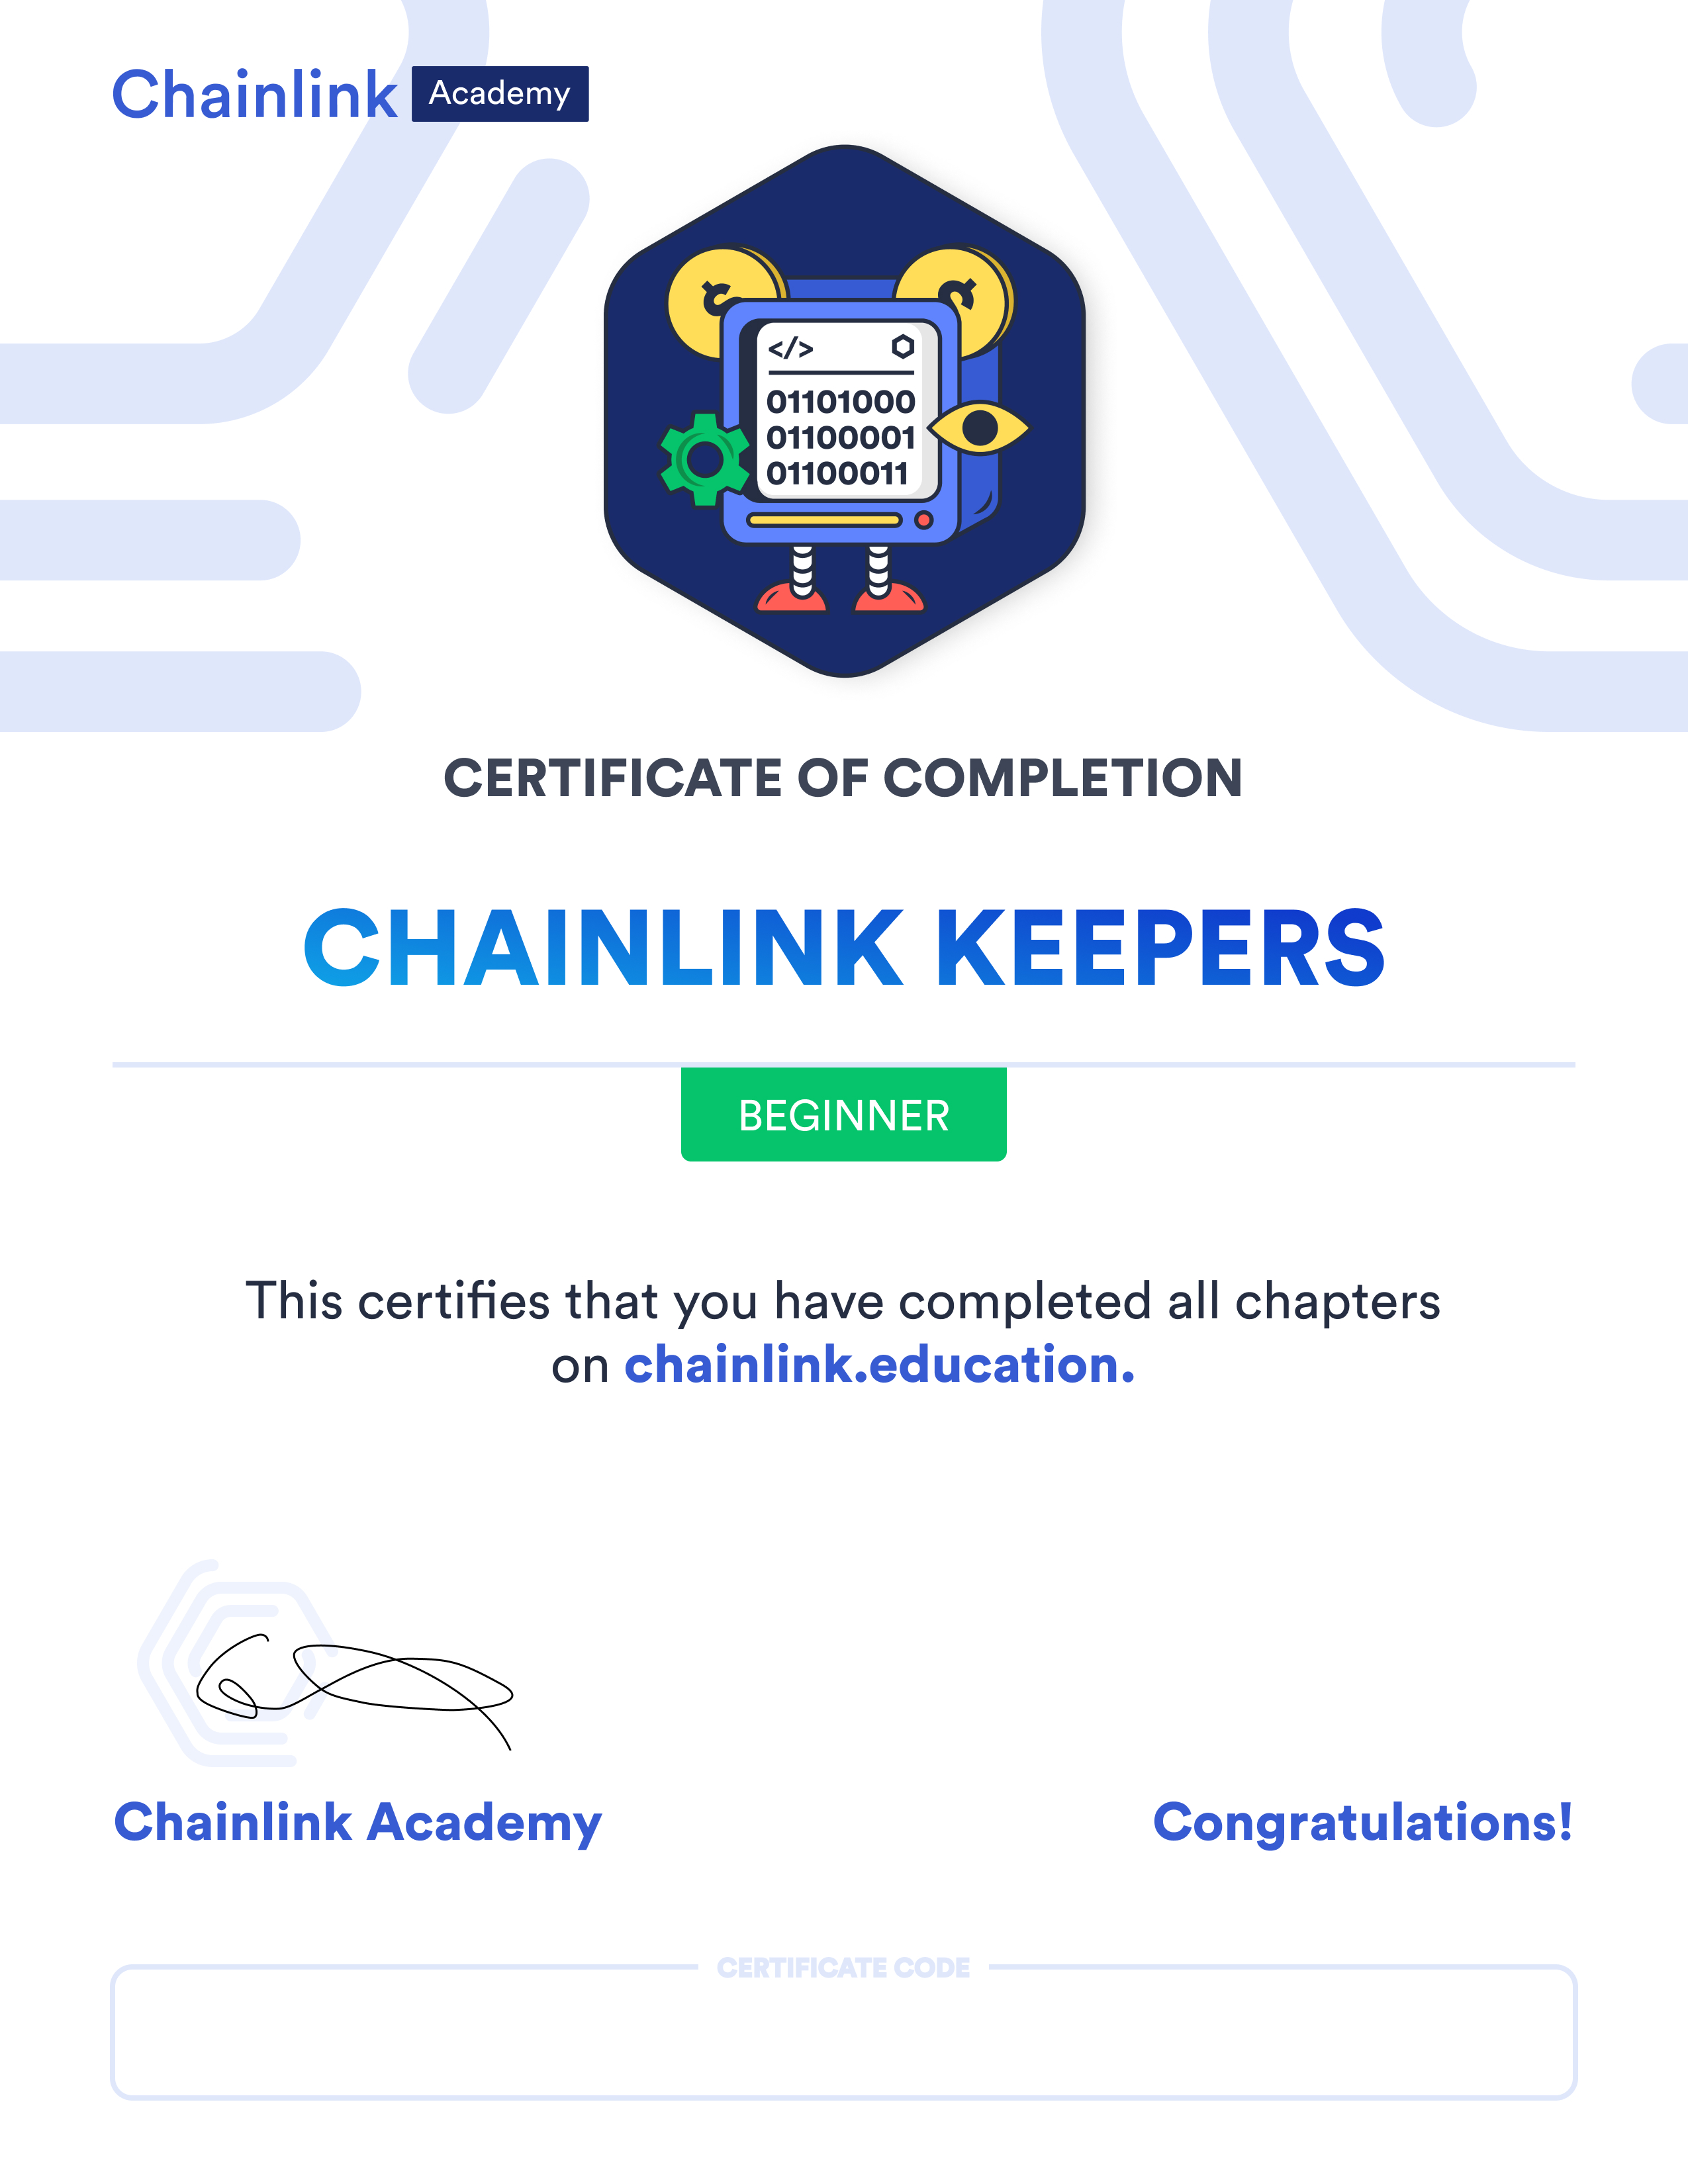 Chainlink Academy
</>
01101000
01100001
01100011
CERTIFICATE OF COMPLETION
CHAINLINK KEEPERS
BEGINNER
This certifies that you have completed all chapters
on chainlink.education.
Chainlink Academy
Congratulations!
CERTIFICATE CODE